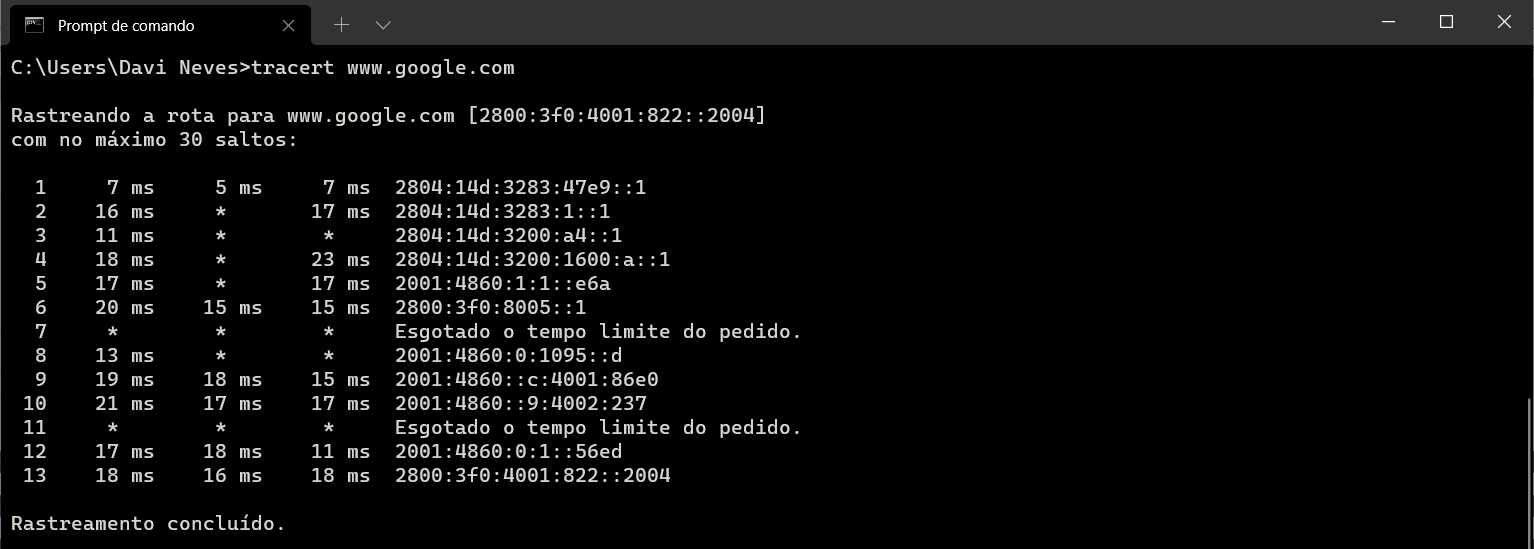 Prompt de comando
C:\Users\Davi Neves>tracert www.google.com
Rastreando a rota para www.google.com [2800:3f0:4001:822::2004]
com no máximo 30 saltos:
1 7 ms 5 ms 7 ms 2804:14d:3283:47e9::1
2 16 ms * 17 ms 2804:14d:3283:1::1
3 11 ms * * 2804:14d:3200:a4::1
4 18 ms * 23 ms 2804:14d:3200:1600:a::1
5 17 ms * 17 ms 2001:4860:1:1::e6a
6 20 ms 15 ms 15 ms 2800:3f0:8005::1
7 * * * Esgotado o tempo limite do pedido.
8 13 ms * * 2001:4860:0:1095::d
9 19 ms 18 ms 15 ms 2001:4860::c:4001:86e0
10 21 ms 17 ms 17 ms 2001:4860::9:4002:237
11 * * * Esgotado o tempo limite do pedido.
12 17 ms 18 ms 11 ms 2001:4860:0:1::56ed
13 18 ms 16 ms 18 ms 2800:3f0:4001:822::2004
Rastreamento concluído.